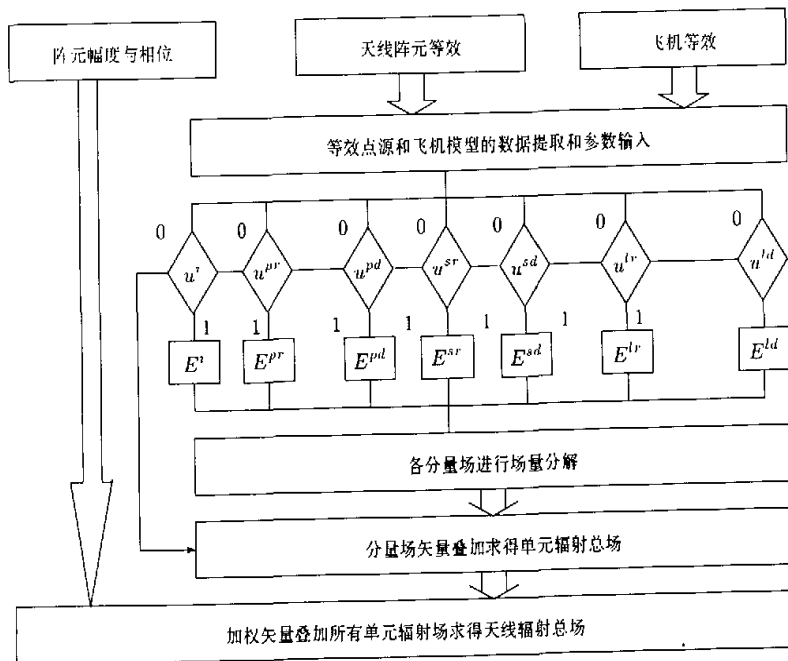 阵元幅度与相位
天线阵元等效
飞机等效
等效点源和飞机模型的数据提取和参数输入
0 0 0 0 0 0 0
u^i u^{pr} u^{pd} u^{sr} u^{sd} u^{lr} u^{ld}
1 1 1 1 1 1 1
E^i E^{pr} E^{pd} E^{sr} E^{sd} E^{lr} E^{ld}
各分量场进行场量分解
分量场矢量叠加求得单元辐射总场
加权矢量叠加所有单元辐射场求得天线辐射总场